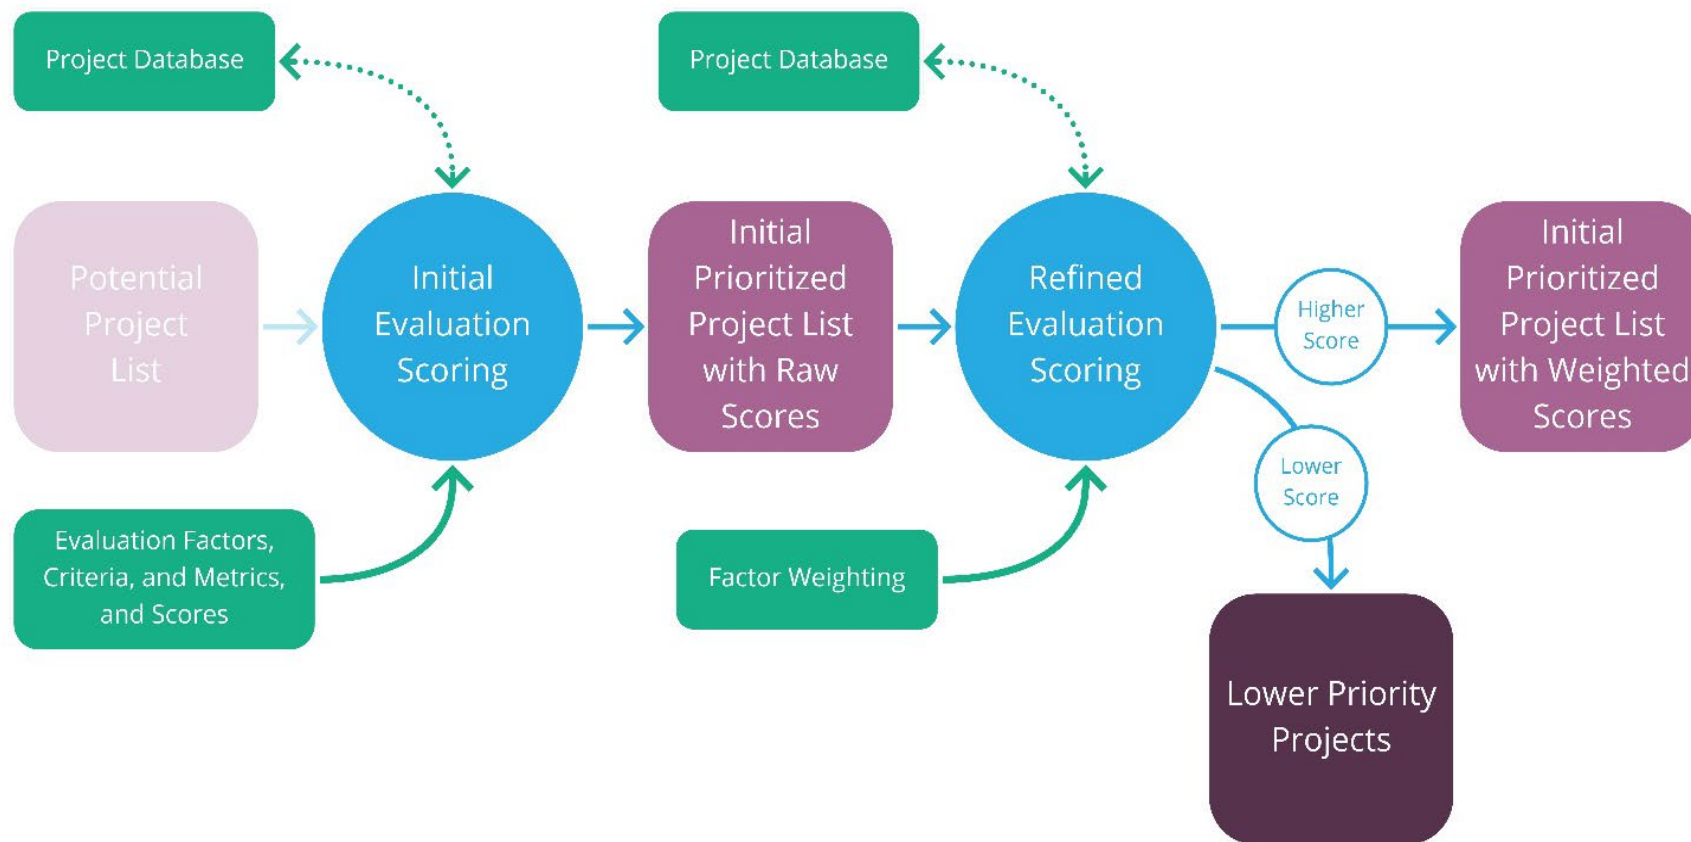 Project Database
Project Database
Potential
Project
List
Initial
Evaluation
Scoring
Initial
Prioritized
Project List
with Raw
Scores
Refined
Evaluation
Scoring
Higher
Score
Initial
Prioritized
Project List
with Weighted
Scores
Lower
Score
Evaluation Factors,
Criteria, and Metrics,
and Scores
Factor Weighting
Lower Priority
Projects